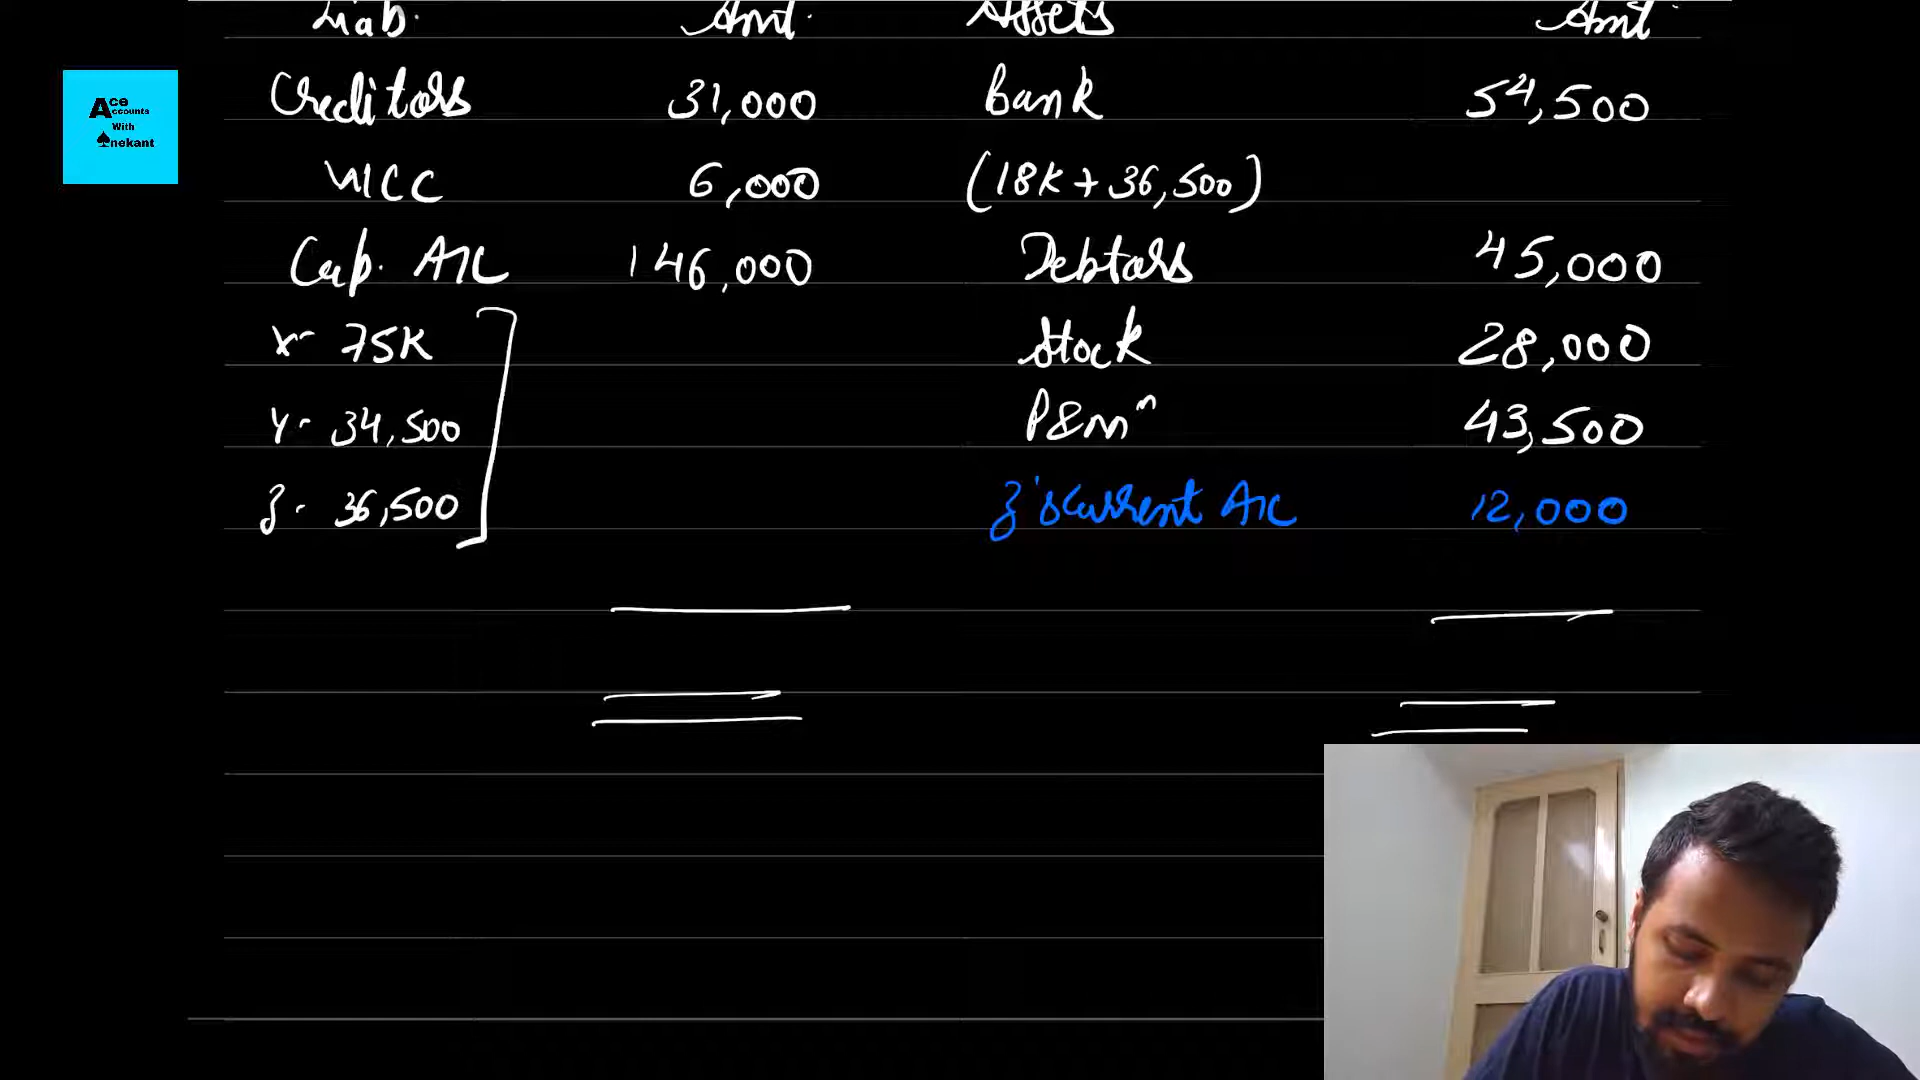 Ace
Accounts
With
Anekant
Liab. Amt. Assets Amt.
Creditors 31,000 Bank 54,500
WCC 6,000 (18K + 36,500)
Cap. A/C 146,000 Debtors 45,000
X- 75K Stock 28,000
Y- 34,500 P&Mn 43,500
Z- 36,500 Z's Current A/C 12,000